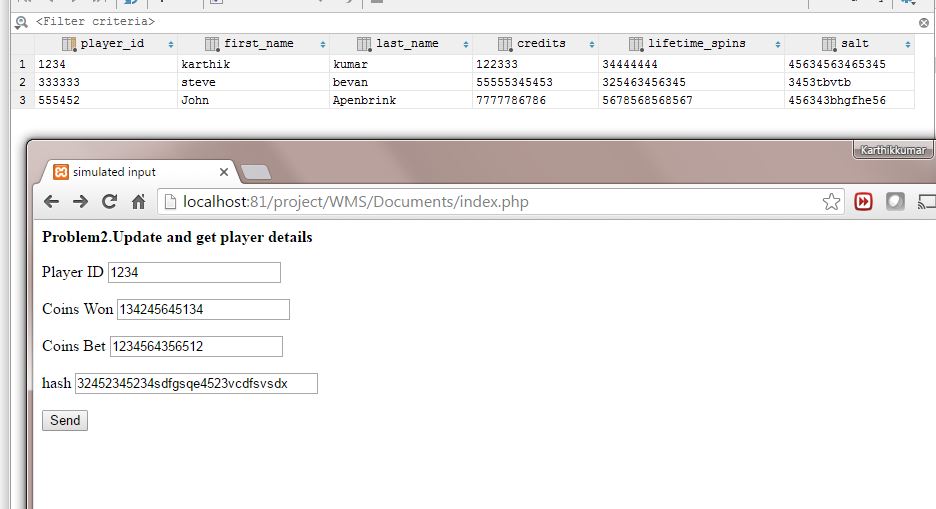 <Filter criteria>
player_id first_name last_name credits lifetime_spins salt
1 1234 karthik kumar 122333 34444444 45634563465345
2 333333 steve bevan 55555345453 325463456345 3453tbvtb
3 555452 John Apenbrink 7777786786 5678568568567 456343bhgfhe56
Karthikkumar
simulated input
localhost:81/project/WMS/Documents/index.php
Problem2.Update and get player details
Player ID 1234
Coins Won 134245645134
Coins Bet 1234564356512
hash 32452345234sdfgsqe4523vcdfsvsdx
Send